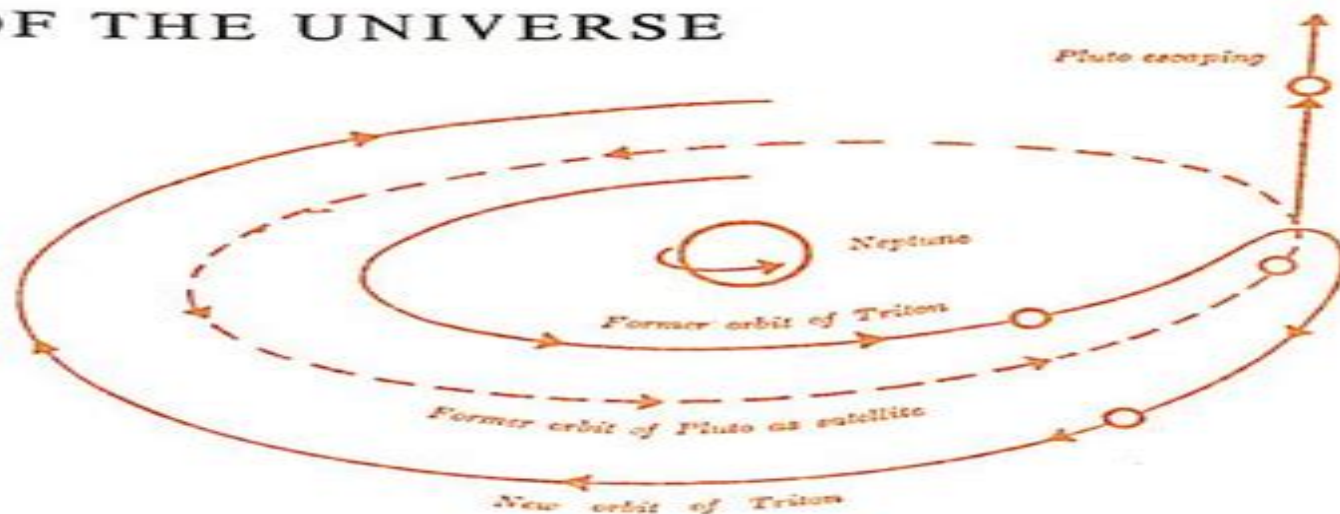 OF THE UNIVERSE
Pluto escaping
Neptune
Former orbit of Triton
Former orbit of Pluto as satellite
New orbit of Triton